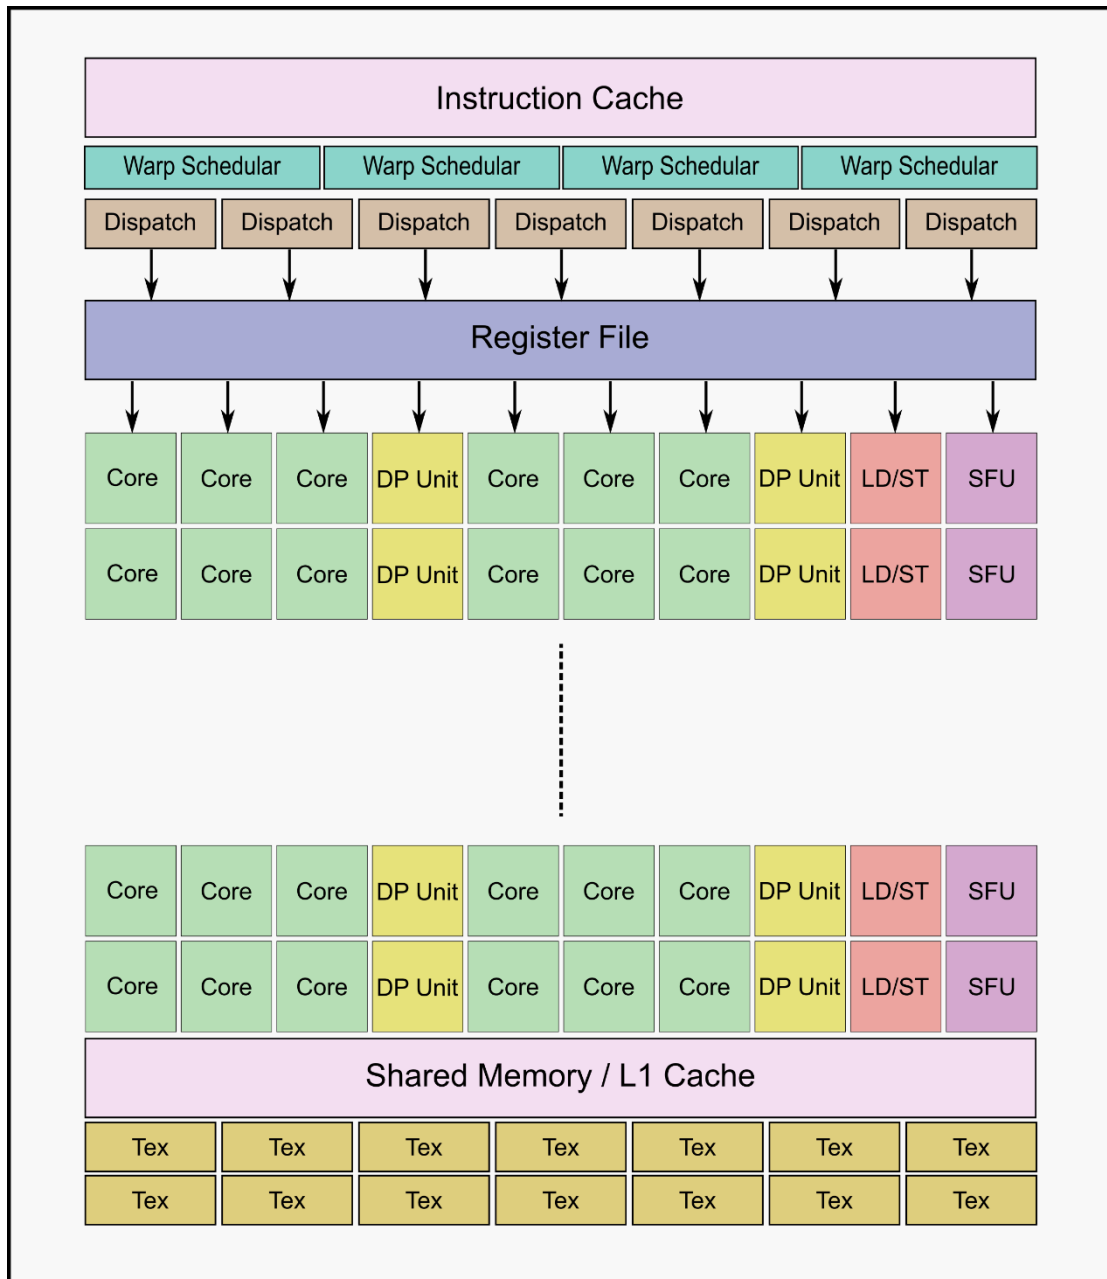 Instruction Cache
Warp Schedular Warp Schedular Warp Schedular Warp Schedular
Dispatch Dispatch Dispatch Dispatch Dispatch Dispatch Dispatch
Register File
Core Core Core DP Unit Core Core Core DP Unit LD/ST SFU
Core Core Core DP Unit Core Core Core DP Unit LD/ST SFU
Core Core Core DP Unit Core Core Core DP Unit LD/ST SFU
Core Core Core DP Unit Core Core Core DP Unit LD/ST SFU
Shared Memory / L1 Cache
Tex Tex Tex Tex Tex Tex Tex
Tex Tex Tex Tex Tex Tex Tex